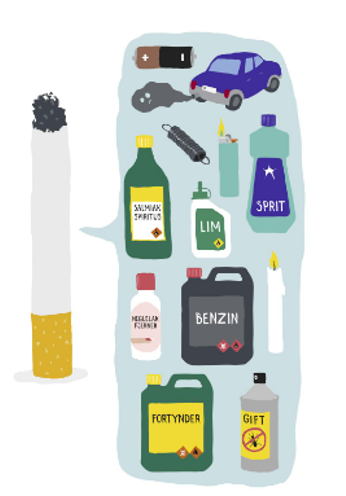 + -
SALMIAK
SPIRITUS
SPRIT
LIM
NEGLELAK
FJERNER
BENZIN
FORTYNDER
GIFT